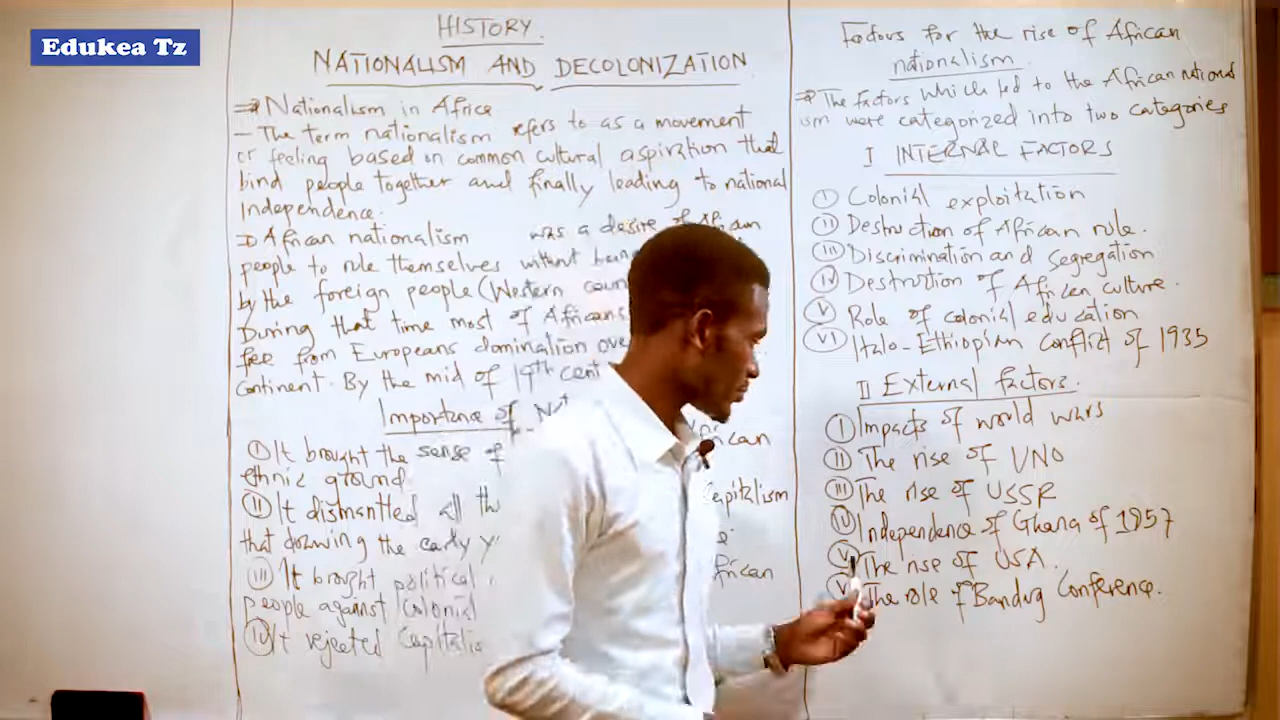 Edukea Tz
HISTORY.
NATIONALISM AND DECOLONIZATION
⇒ Nationalism in Africa
- The term nationalism refers to as a movement
or feeling based on common cultural aspiration that
bind people together and finally leading to national
Independence.
African nationalism was a desire of African
people to rule themselves without
by the foreign people (Western
During that time most of Africans
free from Europeans domination
continent. By the mid of 19th cent
Importance of
African
(I) It brought the sense of
ethnic ground
capitalism
(II) It dismantled all
that the early
African
(III) It brought political
people against Colonial
(IV) It rejected
Factors for the rise of African
nationalism
⇒ The factors which led to the African national
ism were categorized into two categories
I INTERNAL FACTORS
(I) Colonial exploitation
(II) Destruction of African rule.
(III) Discrimination and segregation
(IV) Destruction of African culture.
(V) Role of colonial education
(VI) Italo-Ethiopian conflict of 1935
II External factors.
(I) Impacts of world wars
(II) The rise of UNO
(III) The rise of USSR
(IV) Independence of Ghana of 1957
(V) The rise of USA.
The role of Bandug Conference.